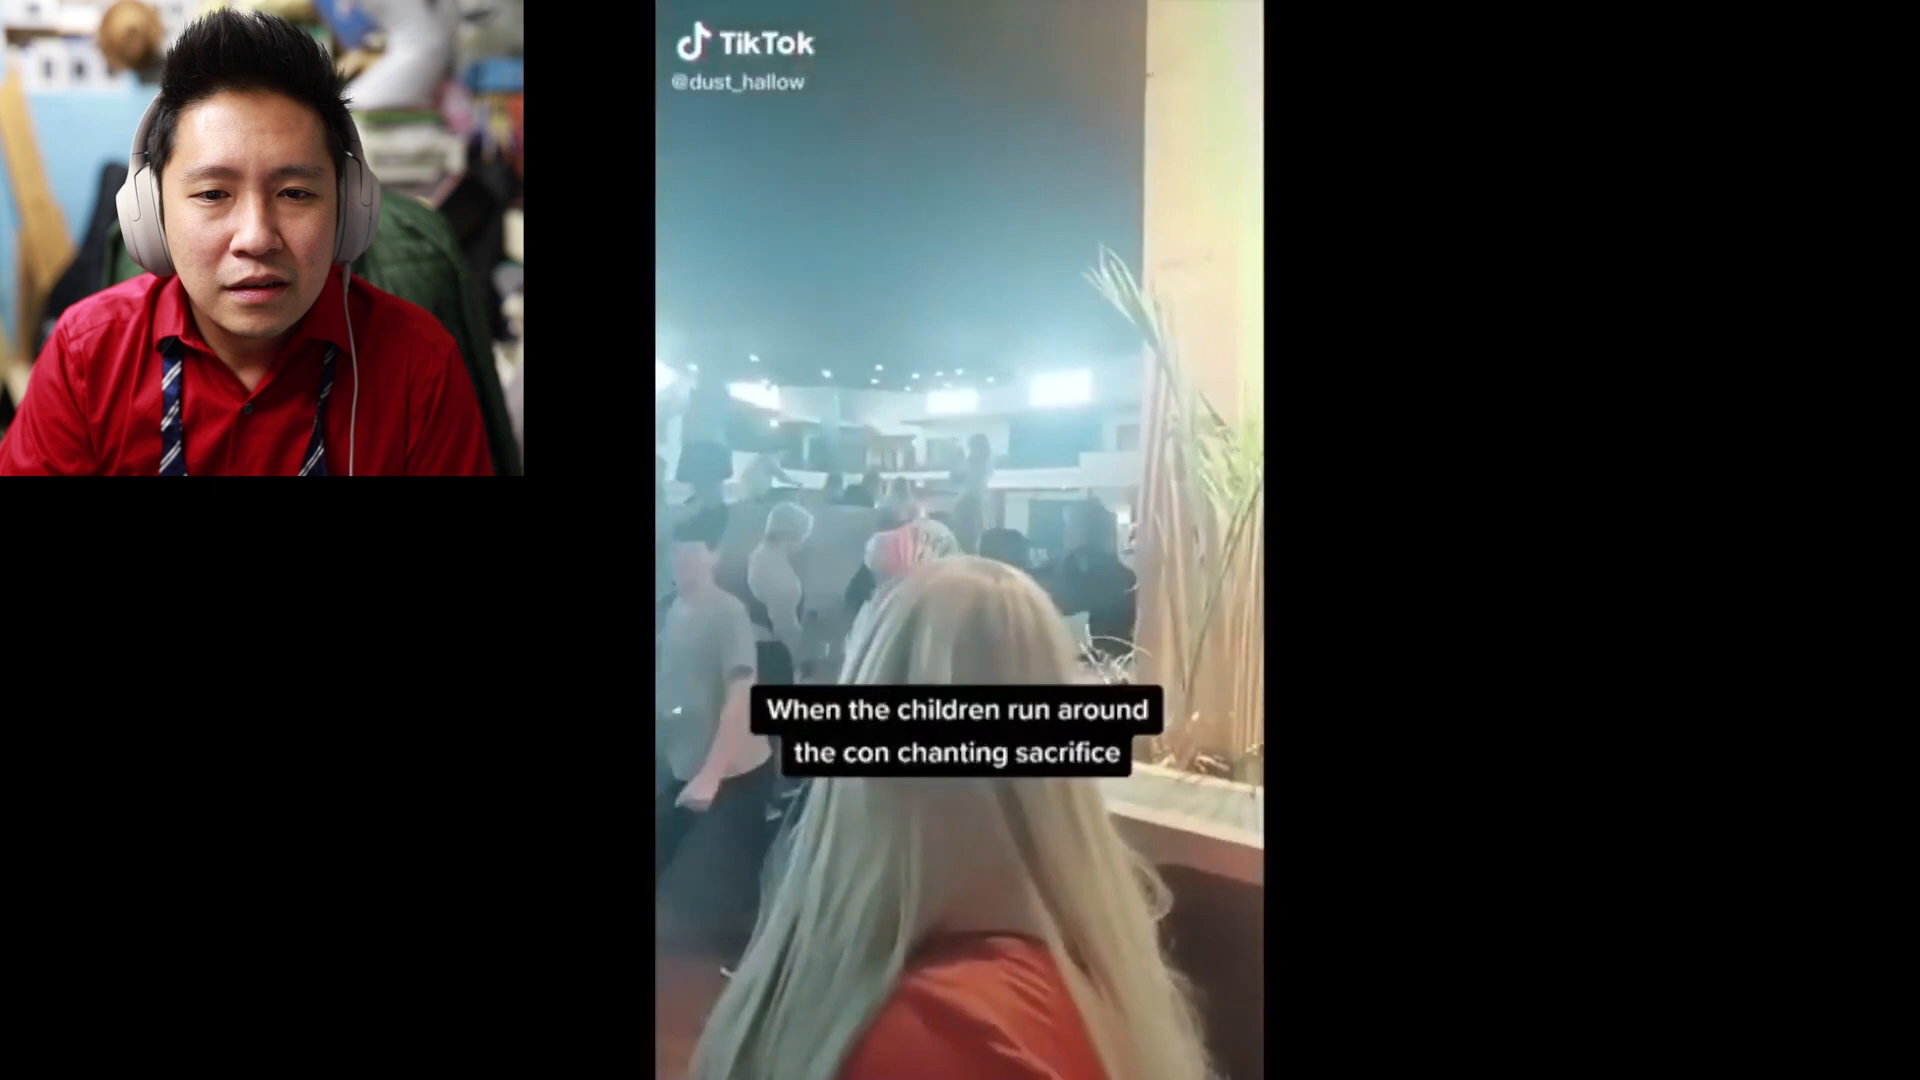 TikTok
@dust_hallow
When the children run around
the con chanting sacrifice